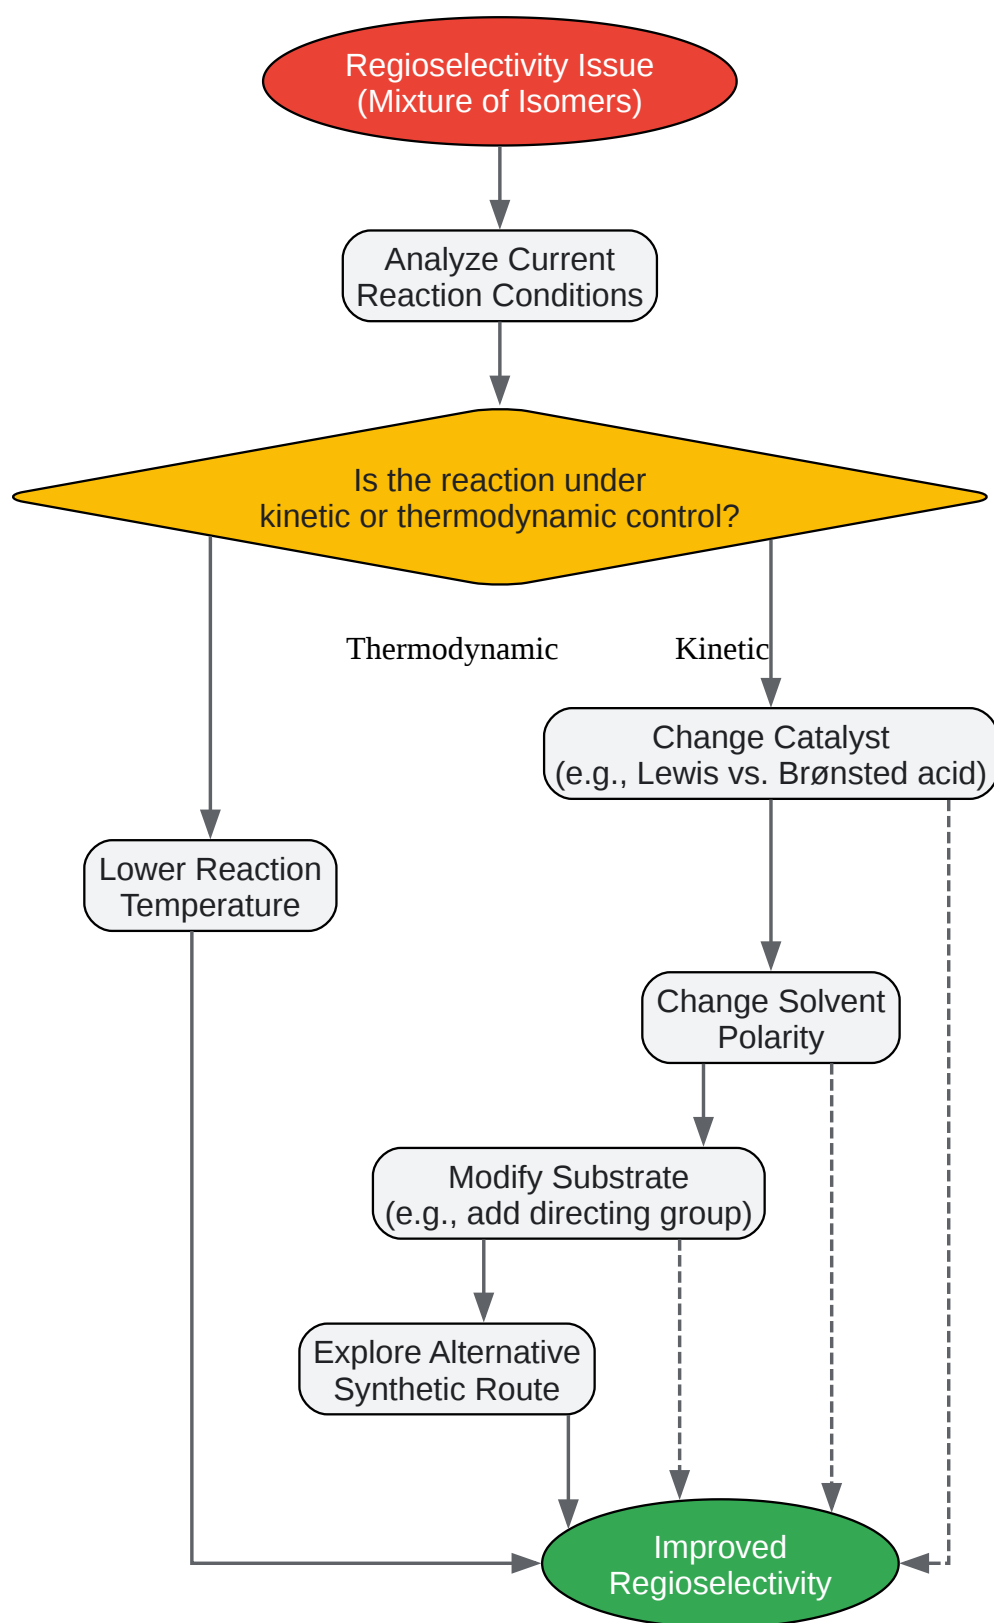 Regioselectivity Issue
(Mixture of Isomers)
Analyze Current
Reaction Conditions
Is the reaction under
kinetic or thermodynamic control?
Thermodynamic
Kinetic
Change Catalyst
(e.g., Lewis vs. Brønsted acid)
Lower Reaction
Temperature
Change Solvent
Polarity
Modify Substrate
(e.g., add directing group)
Explore Alternative
Synthetic Route
Improved
Regioselectivity